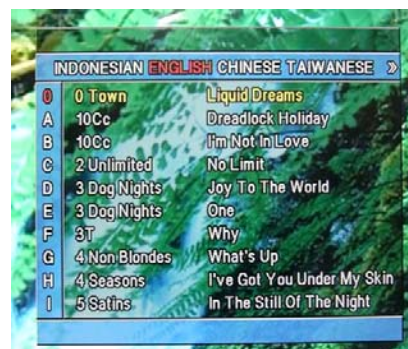 INDONESIAN ENGLISH CHINESE TAIWANESE »
0 0 Town Liquid Dreams
A 10Cc Dreadlock Holiday
B 10Cc I'm Not In Love
C 2 Unlimited No Limit
D 3 Dog Nights Joy To The World
E 3 Dog Nights One
F 3T Why
G 4 Non Blondes What's Up
H 4 Seasons I've Got You Under My Skin
I 5 Satins In The Still Of The Night